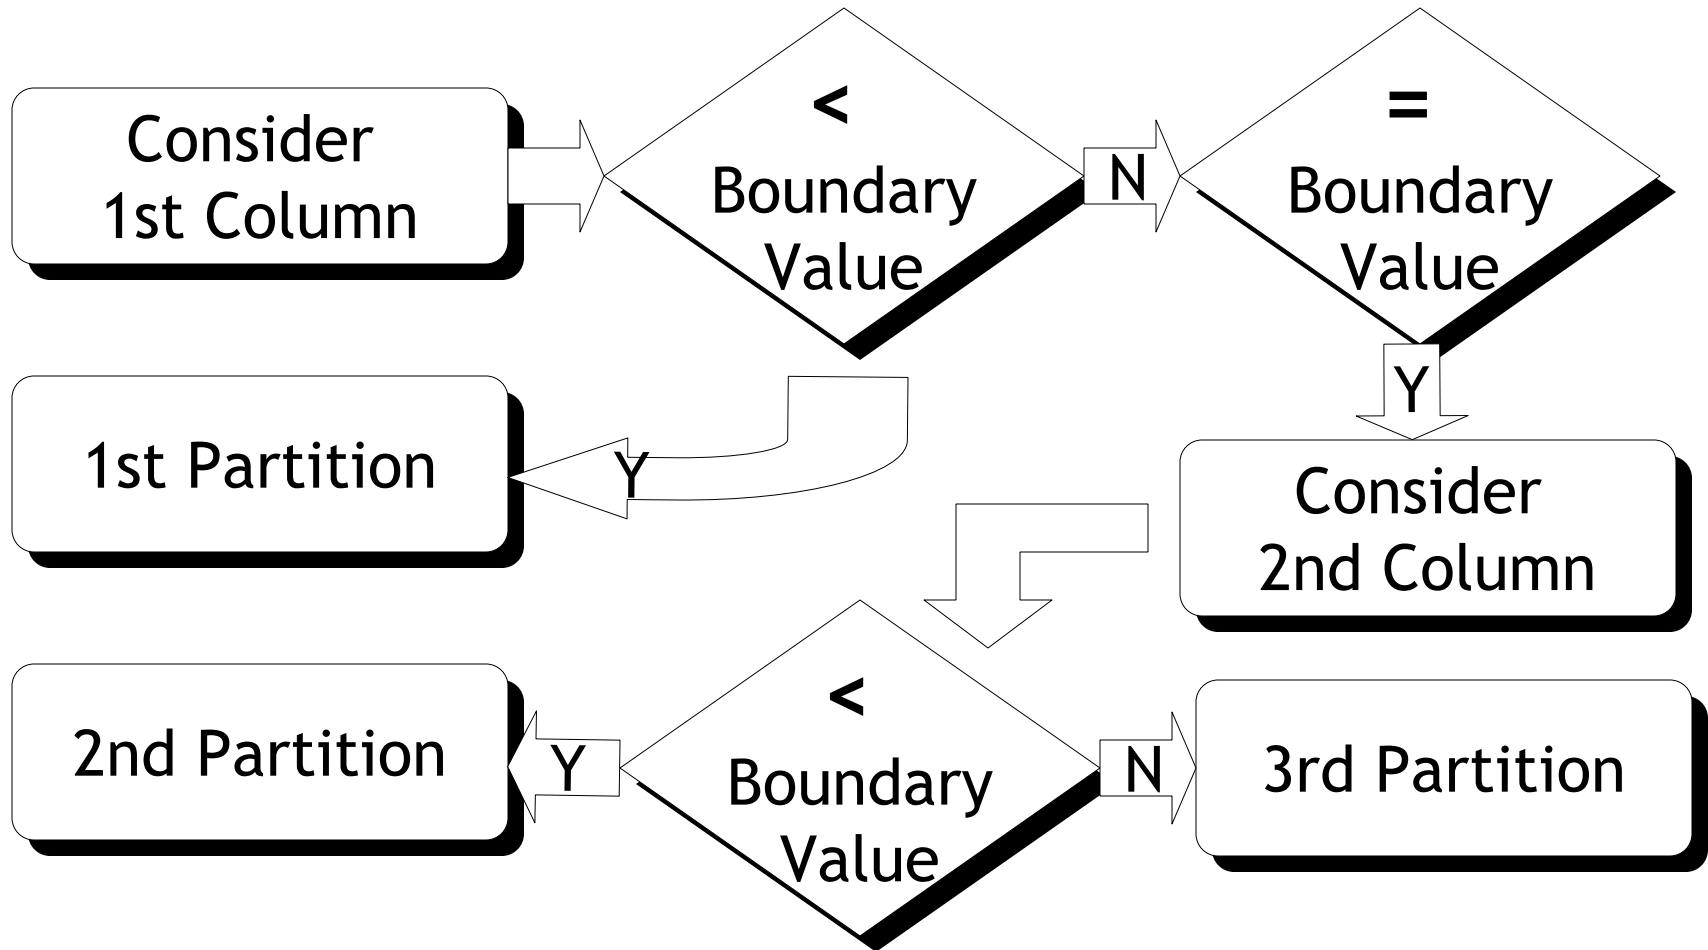 Consider
1st Column
<
Boundary
Value
N
=
Boundary
Value
Y
1st Partition
Y
Consider
2nd Column
2nd Partition
Y
<
Boundary
Value
N
3rd Partition